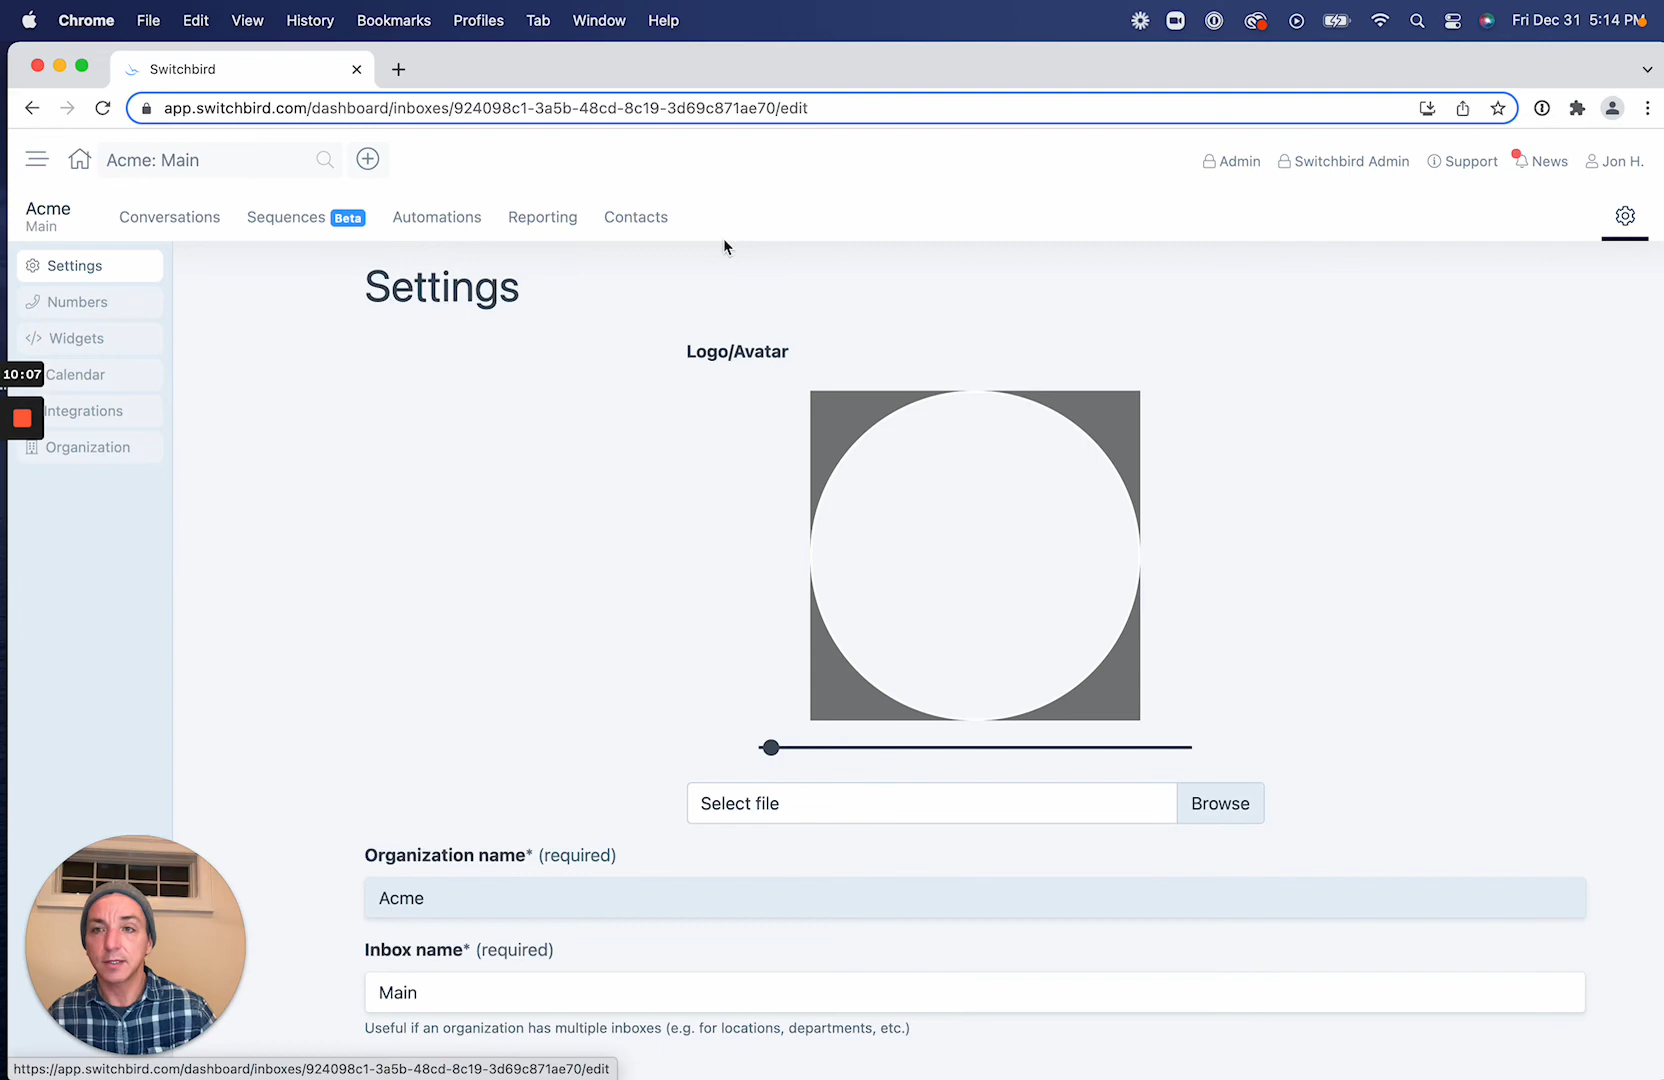 Chrome File Edit View History Bookmarks Profiles Tab Window Help Fri Dec 31 5:14 PM
Switchbird
app.switchbird.com/dashboard/inboxes/924098c1-3a5b-48cd-8c19-3d69c871ae70/edit
Acme: Main Admin Switchbird Admin Support News Jon H.
Acme
Main
Conversations Sequences Beta Automations Reporting Contacts
Settings
Numbers
Widgets
10:07
Calendar
Integrations
Organization
Settings
Logo/Avatar
Select file Browse
Organization name* (required)
Acme
Inbox name* (required)
Main
Useful if an organization has multiple inboxes (e.g. for locations, departments, etc.)
https://app.switchbird.com/dashboard/inboxes/924098c1-3a5b-48cd-8c19-3d69c871ae70/edit